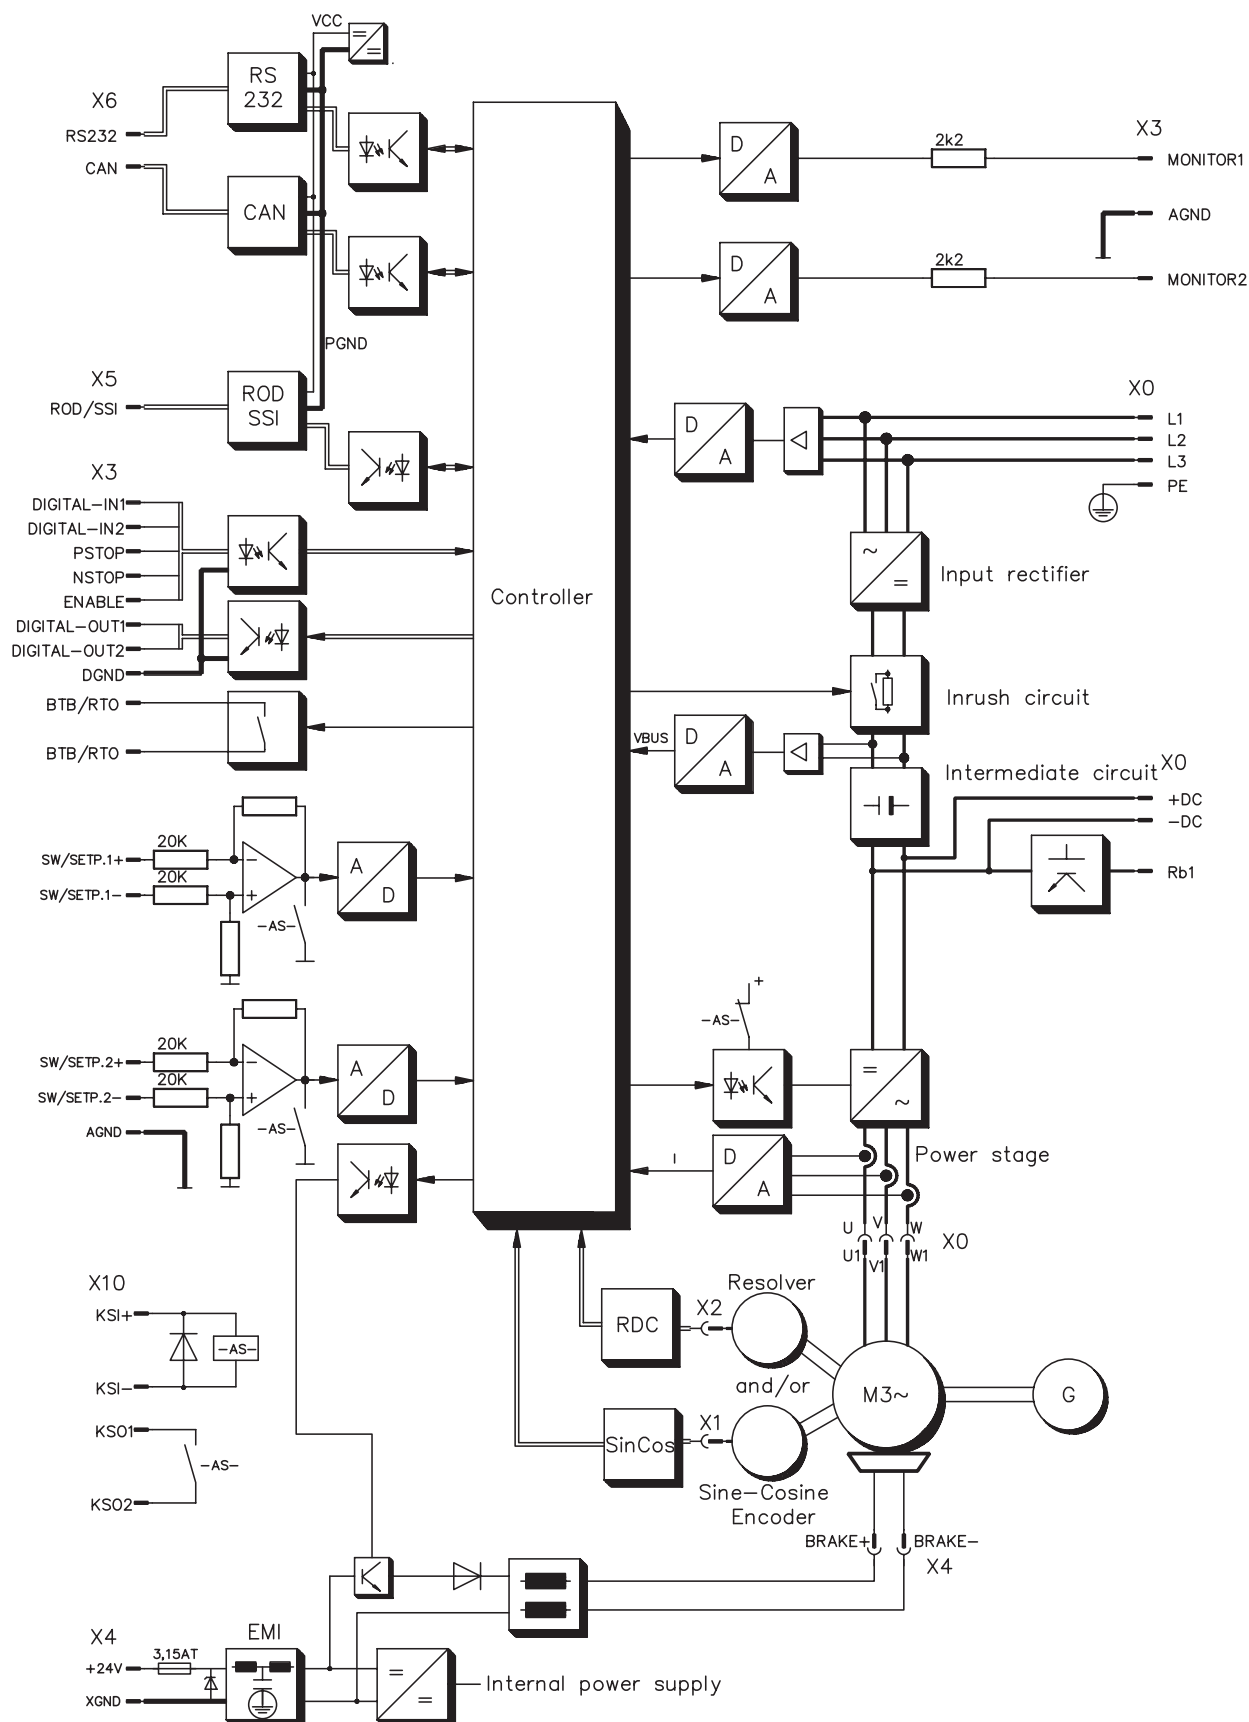 VCC
RS
232
X6
RS232
CAN
CAN
PGND
X5
ROD/SSI
ROD
SSI
X3
DIGITAL-IN1
DIGITAL-IN2
PSTOP
NSTOP
ENABLE
DIGITAL-OUT1
DIGITAL-OUT2
DGND
BTB/RTO
BTB/RTO
20K
SW/SETP.1+
20K
SW/SETP.1-
-AS-
A
D
20K
SW/SETP.2+
20K
SW/SETP.2-
-AS-
A
D
AGND
Controller
D
A
2k2
X3
MONITOR1
AGND
D
A
2k2
MONITOR2
X0
L1
L2
L3
PE
D
A
Input rectifier
Inrush circuit
VBUS
D
A
Intermediate circuit
X0
+DC
-DC
Rb1
+
-AS-
Power stage
I
D
A
U
V
W
X0
U1
V1
W1
Resolver
RDC
X2
and/or
M3~
G
SinCos
X1
Sine-Cosine
Encoder
BRAKE+
BRAKE-
X4
X10
KSI+
-AS-
KSI-
KSO1
-AS-
KSO2
X4
EMI
3,15AT
+24V
XGND
Internal power supply